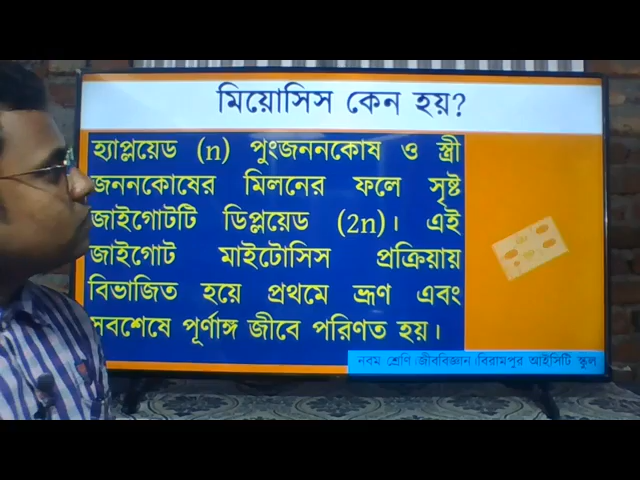 মিয়োসিস কেন হয়?
হ্যাপ্লয়েড (n) পুংজননকোষ ও স্ত্রী
জননকোষের মিলনের ফলে সৃষ্ট
জাইগোটটি ডিপ্লয়েড (2n)। এই
জাইগোট মাইটোসিস প্রক্রিয়ায়
বিভাজিত হয়ে প্রথমে ভ্রূণ এবং
সবশেষে পূর্ণাঙ্গ জীবে পরিণত হয়।
নবম শ্রেণি।জীববিজ্ঞান।বিরামপুর আইসিটি স্কুল